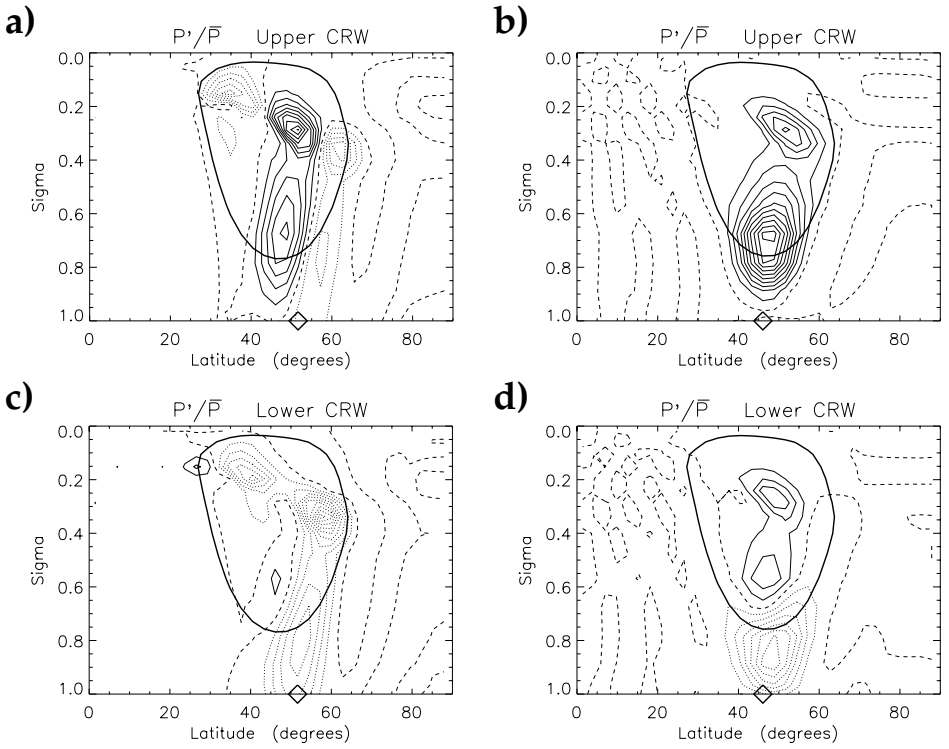 a)
P'/P̅ Upper CRW
0.0
0.2
0.4
0.6
0.8
1.0
Sigma
0 20 40 60 80
Latitude (degrees)
b)
P'/P̅ Upper CRW
0.0
0.2
0.4
0.6
0.8
1.0
Sigma
0 20 40 60 80
Latitude (degrees)
c)
P'/P̅ Lower CRW
0.0
0.2
0.4
0.6
0.8
1.0
Sigma
0 20 40 60 80
Latitude (degrees)
d)
P'/P̅ Lower CRW
0.0
0.2
0.4
0.6
0.8
1.0
Sigma
0 20 40 60 80
Latitude (degrees)